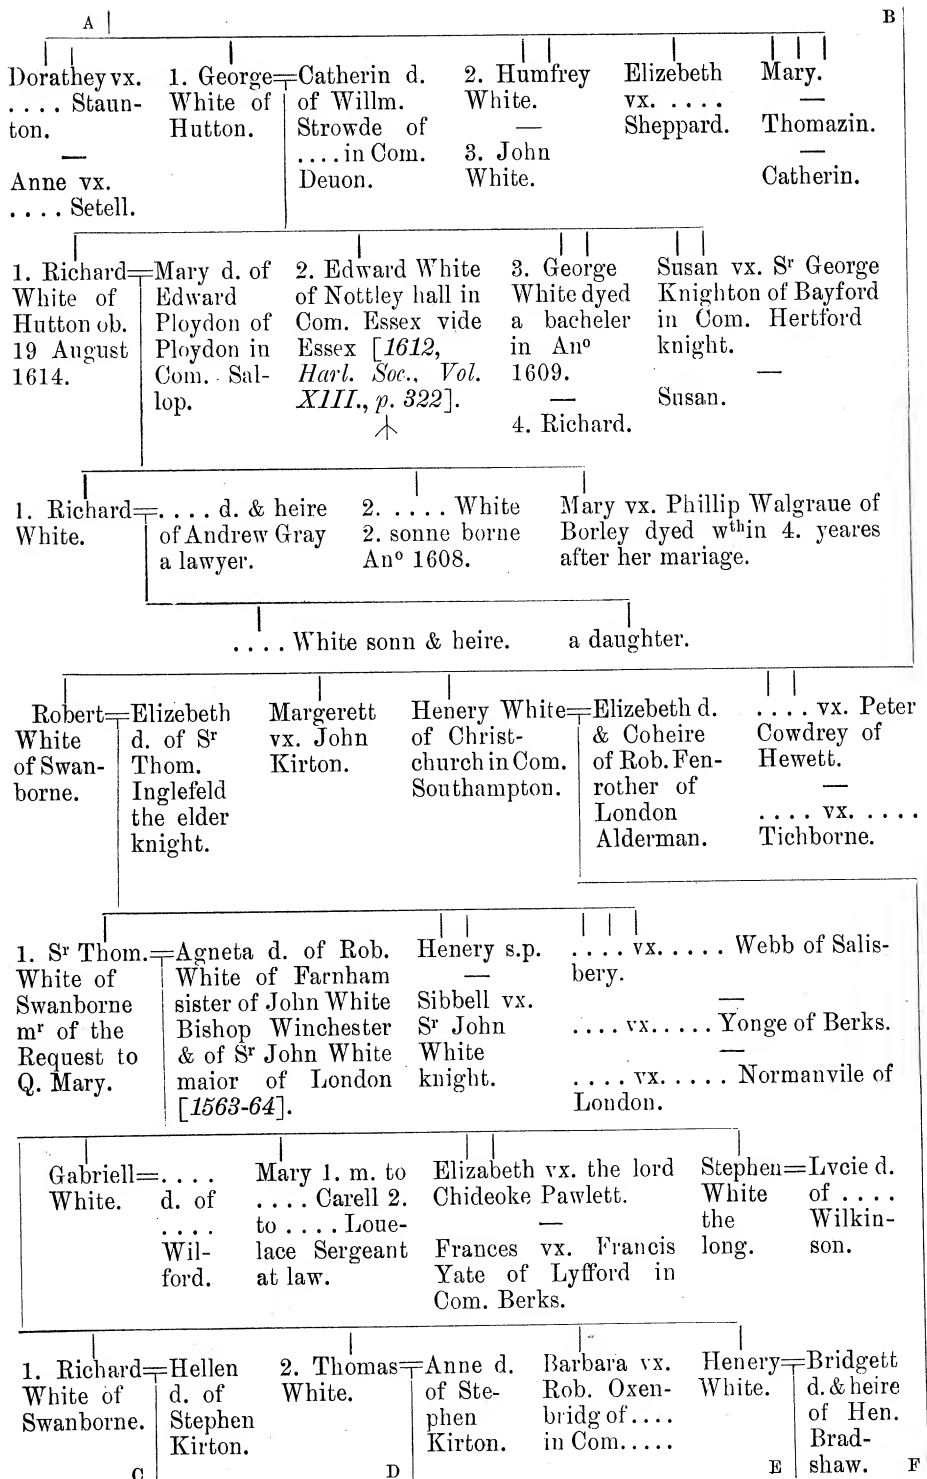 A
B
Dorathey vx.
. . . . Staun-
ton.
—
Anne vx.
. . . . Setell.
1. George
White of
Hutton.
Catherin d.
of Willm.
Strowde of
. . . . in Com.
Deuon.
2. Humfrey
White.
—
3. John
White.
Elizebeth
vx. . . . .
Sheppard.
Mary.
—
Thomazin.
—
Catherin.
1. Richard
White of
Hutton ob.
19 August
1614.
Mary d. of
Edward
Ploydon of
Ploydon in
Com. Sal-
lop.
2. Edward White
of Nottley hall in
Com. Essex vide
Essex [1612,
Harl. Soc., Vol.
XIII., p. 322].
3. George
White dyed
a bacheler
in Anº
1609.
—
4. Richard.
Susan vx. Sʳ George
Knighton of Bayford
in Com. Hertford
knight.
—
Susan.
1. Richard
White.
. . . . d. & heire
of Andrew Gray
a lawyer.
2. . . . . White
2. sonne borne
Anº 1608.
Mary vx. Phillip Walgraue of
Borley dyed wᵗʰin 4. yeares
after her mariage.
. . . . White sonn & heire.
a daughter.
Robert
White
of Swan-
borne.
Elizebeth
d. of Sʳ
Thom.
Inglefeld
the elder
knight.
Margerett
vx. John
Kirton.
Henery White
of Christ-
church in Com.
Southampton.
Elizebeth d.
& Coheire
of Rob. Fen-
rother of
London
Alderman.
. . . . vx. Peter
Cowdrey of
Hewett.
—
. . . . vx. . . . . .
Tichborne.
1. Sʳ Thom.
White of
Swanborne
mʳ of the
Request to
Q. Mary.
Agneta d. of Rob.
White of Farnham
sister of John White
Bishop Winchester
& of Sʳ John White
maior of London
[1563-64].
Henery s.p.
—
Sibbell vx.
Sʳ John
White
knight.
. . . . vx. . . . . . Webb of Salis-
bery.
—
. . . . vx. . . . . . Yonge of Berks.
—
. . . . vx. . . . . . Normanvile of
London.
Gabriell
White.
. . . .
d. of
. . . .
Wil-
ford.
Mary 1. m. to
. . . . Carell 2.
to . . . . Loue-
lace Sergeant
at law.
Elizabeth vx. the lord
Chideoke Pawlett.
—
Frances vx. Francis
Yate of Lyfford in
Com. Berks.
Stephen
White
the
long.
Lvcie d.
of . . . .
Wilkin-
son.
1. Richard
White of
Swanborne.
Hellen
d. of
Stephen
Kirton.
2. Thomas
White.
Anne d.
of Ste-
phen
Kirton.
Barbara vx.
Rob. Oxen-
bridg of . . . .
in Com. . . . .
Henery
White.
Bridgett
d. & heire
of Hen.
Brad-
shaw.
C
D
E
F